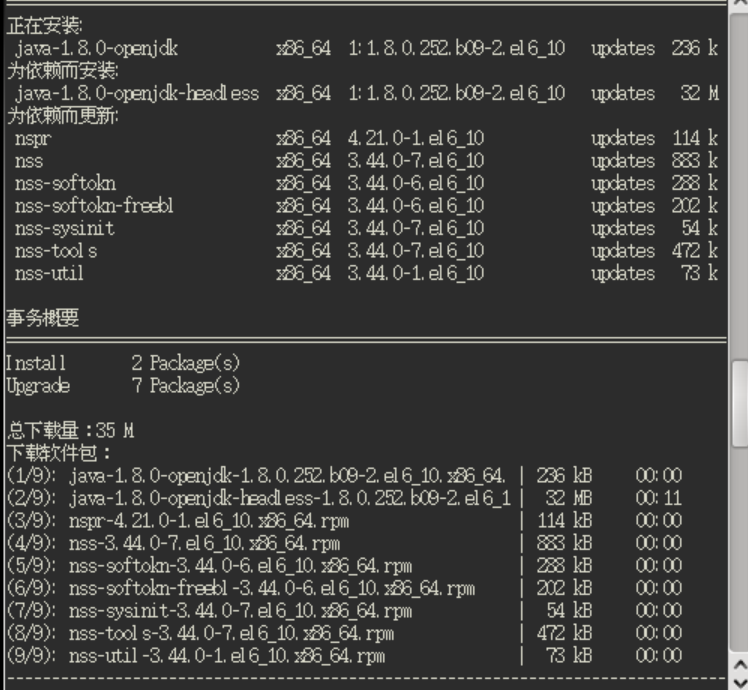 正在安装:
java-1.8.0-openjdk x86_64 1:1.8.0.252.b09-2.el6_10 updates 236 k
为依赖而安装:
java-1.8.0-openjdk-headless x86_64 1:1.8.0.252.b09-2.el6_10 updates 32 M
为依赖而更新:
nspr x86_64 4.21.0-1.el6_10 updates 114 k
nss x86_64 3.44.0-7.el6_10 updates 883 k
nss-softokn x86_64 3.44.0-6.el6_10 updates 288 k
nss-softokn-freebl x86_64 3.44.0-6.el6_10 updates 202 k
nss-sysinit x86_64 3.44.0-7.el6_10 updates 54 k
nss-tools x86_64 3.44.0-7.el6_10 updates 472 k
nss-util x86_64 3.44.0-1.el6_10 updates 73 k
事务概要
Install 2 Package(s)
Upgrade 7 Package(s)
总下载量：35 M
下载软件包：
(1/9): java-1.8.0-openjdk-1.8.0.252.b09-2.el6_10.x86_64. | 236 kB 00:00
(2/9): java-1.8.0-openjdk-headless-1.8.0.252.b09-2.el6_1 | 32 MB 00:11
(3/9): nspr-4.21.0-1.el6_10.x86_64.rpm | 114 kB 00:00
(4/9): nss-3.44.0-7.el6_10.x86_64.rpm | 883 kB 00:00
(5/9): nss-softokn-3.44.0-6.el6_10.x86_64.rpm | 288 kB 00:00
(6/9): nss-softokn-freebl-3.44.0-6.el6_10.x86_64.rpm | 202 kB 00:00
(7/9): nss-sysinit-3.44.0-7.el6_10.x86_64.rpm | 54 kB 00:00
(8/9): nss-tools-3.44.0-7.el6_10.x86_64.rpm | 472 kB 00:00
(9/9): nss-util-3.44.0-1.el6_10.x86_64.rpm | 73 kB 00:00